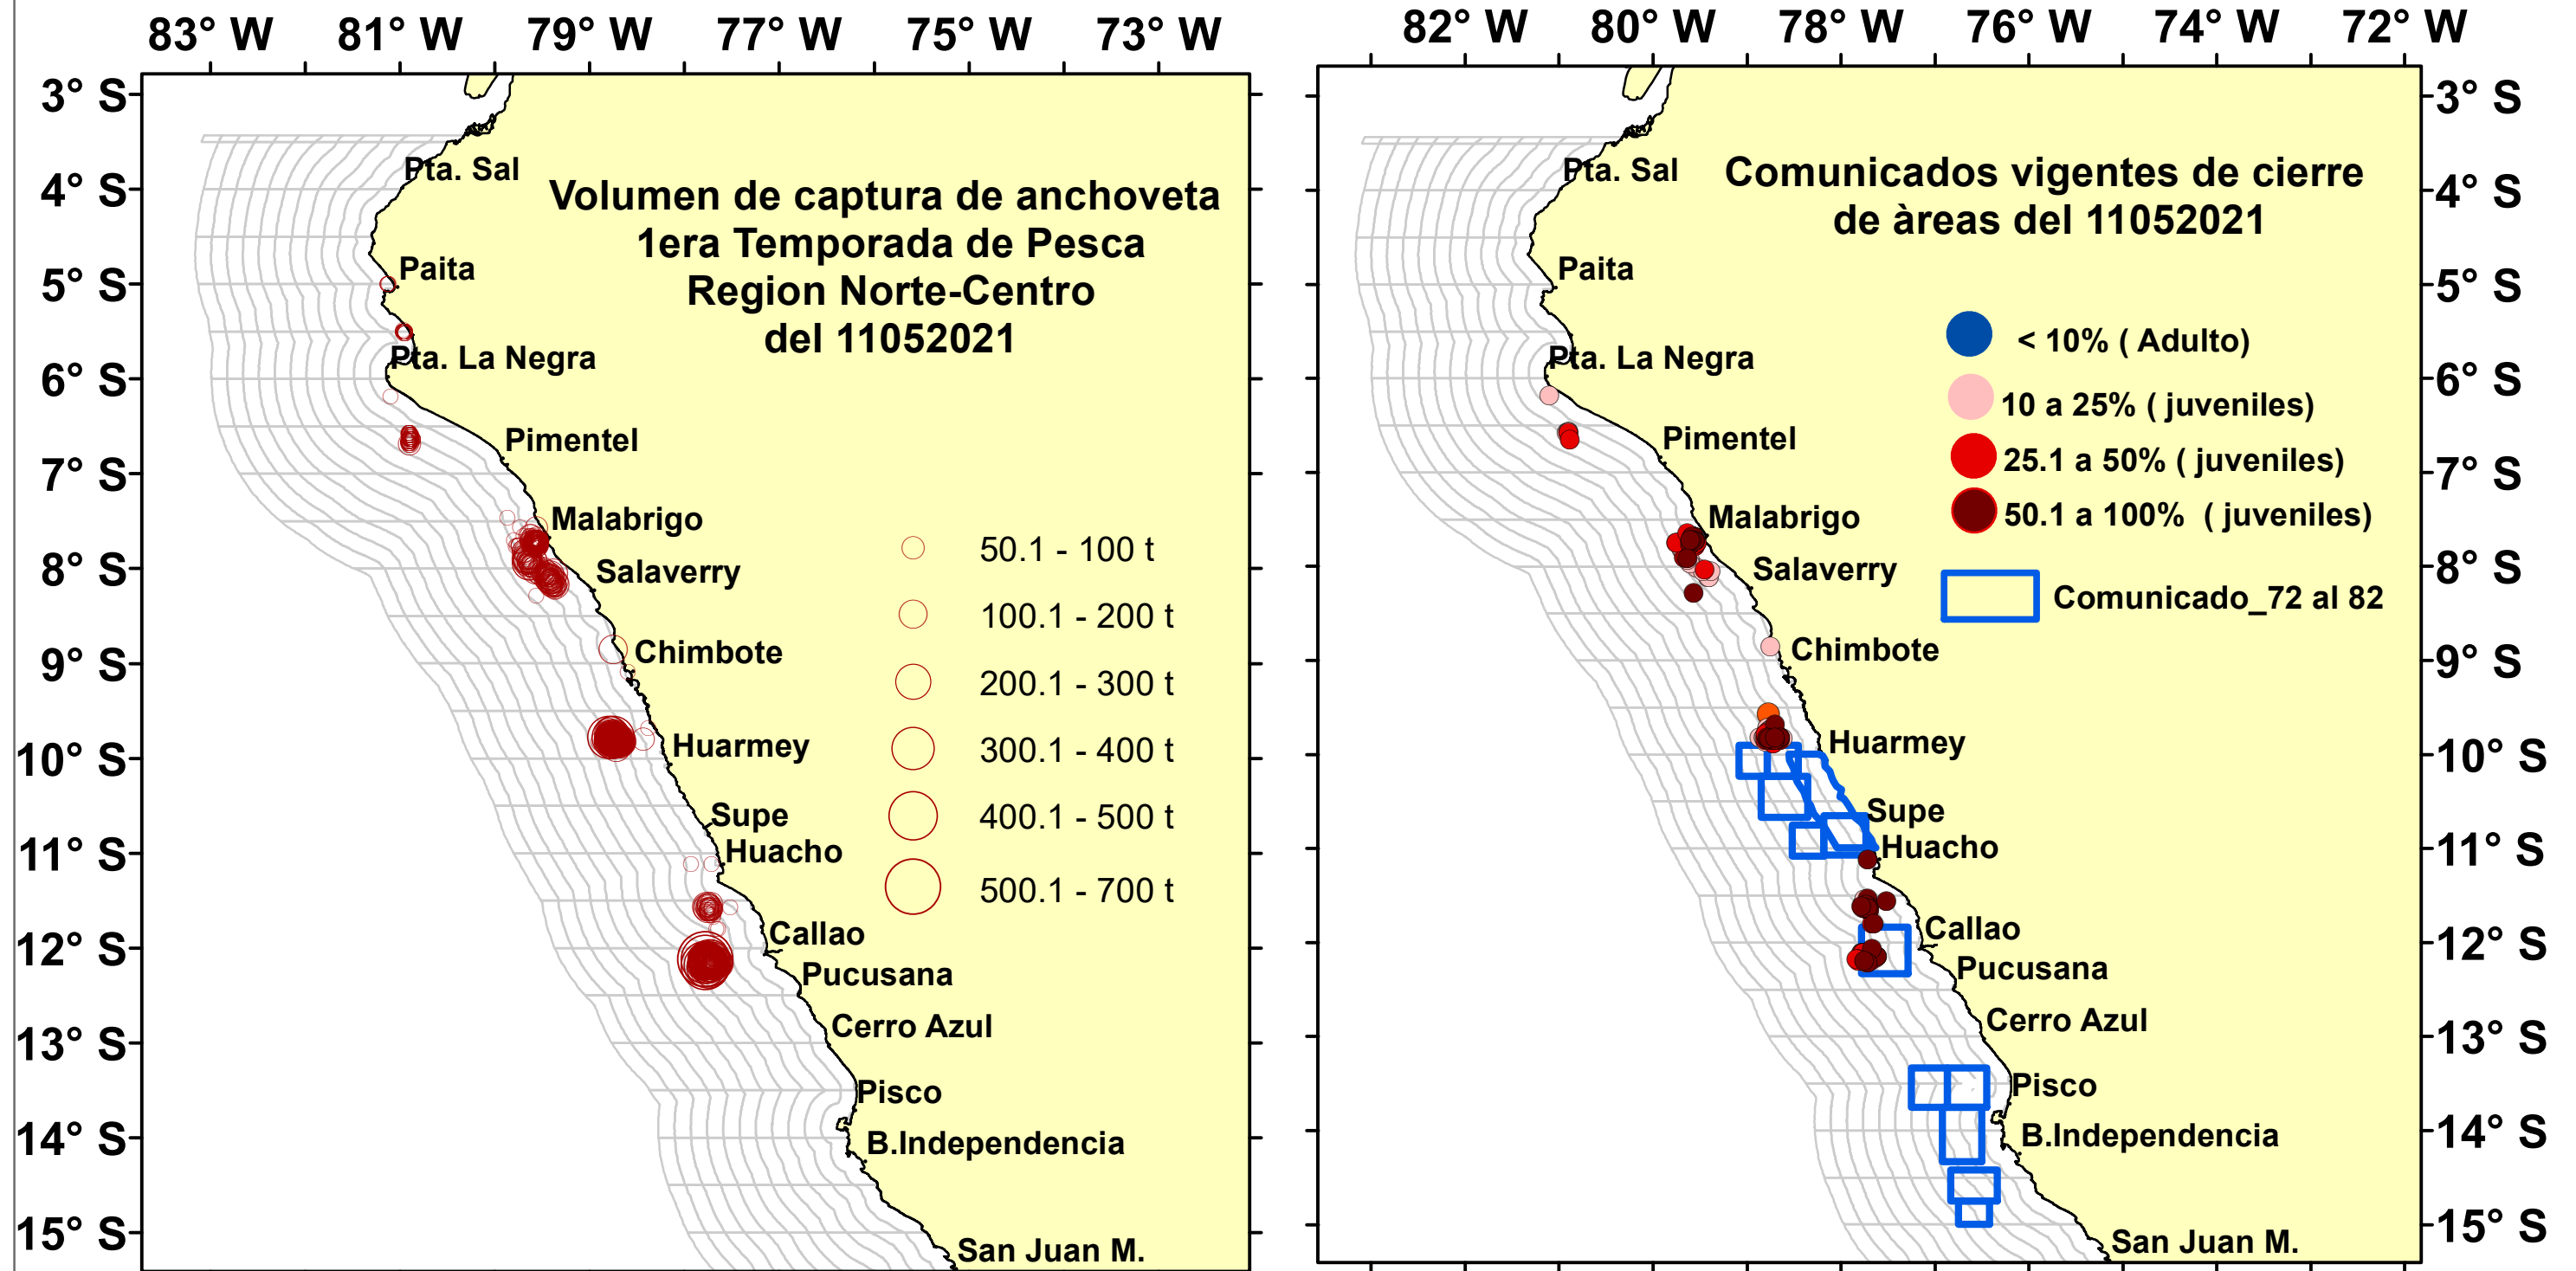 83° W 81° W 79° W 77° W 75° W 73° W
3° S
4° S
5° S
6° S
7° S
8° S
9° S
10° S
11° S
12° S
13° S
14° S
15° S
Volumen de captura de anchoveta
1era Temporada de Pesca
Region Norte-Centro
del 11052021
Pta. Sal
Paita
Pta. La Negra
Pimentel
Malabrigo
Salaverry
Chimbote
Huarmey
Supe
Huacho
Callao
Pucusana
Cerro Azul
Pisco
B.Independencia
San Juan M.
50.1 - 100 t
100.1 - 200 t
200.1 - 300 t
300.1 - 400 t
400.1 - 500 t
500.1 - 700 t
82° W 80° W 78° W 76° W 74° W 72° W
Comunicados vigentes de cierre
de àreas del 11052021
Pta. Sal
Paita
Pta. La Negra
Pimentel
Malabrigo
Salaverry
Chimbote
Huarmey
Supe
Huacho
Callao
Pucusana
Cerro Azul
Pisco
B.Independencia
San Juan M.
< 10% ( Adulto)
10 a 25% ( juveniles)
25.1 a 50% ( juveniles)
50.1 a 100% ( juveniles)
Comunicado_72 al 82
3° S
4° S
5° S
6° S
7° S
8° S
9° S
10° S
11° S
12° S
13° S
14° S
15° S